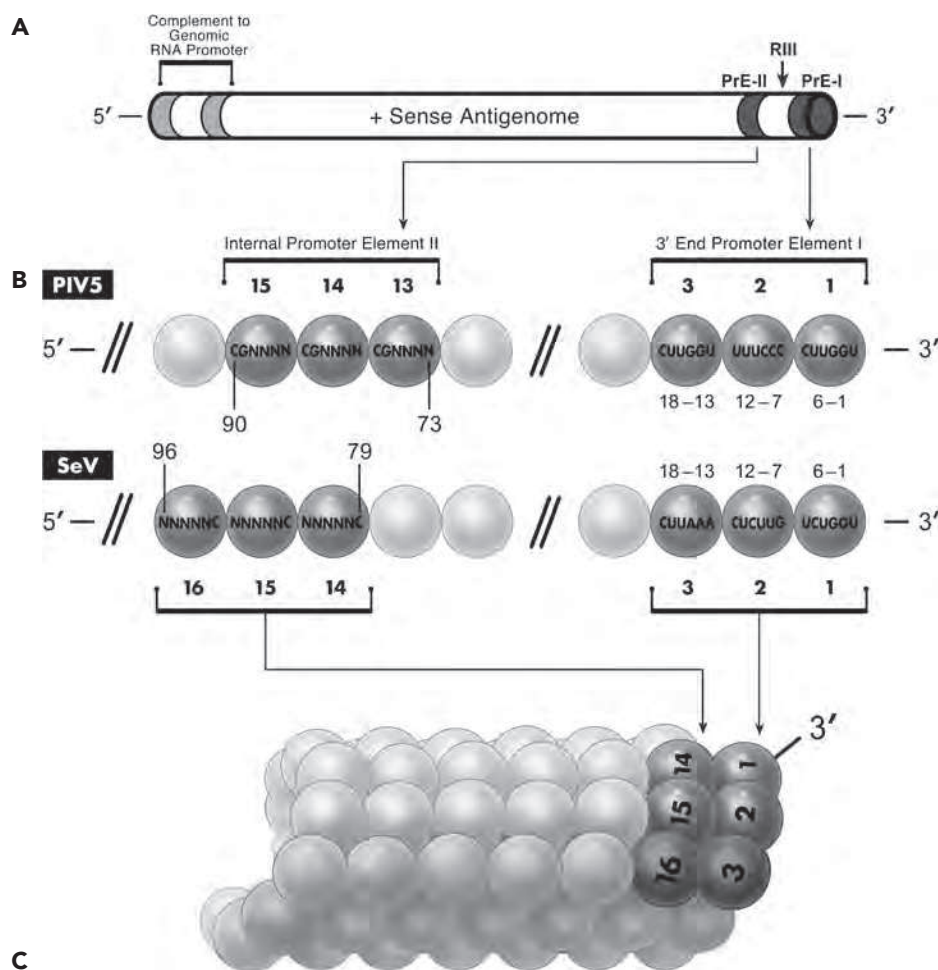 A
Complement to
Genomic
RNA Promoter
RIII
PrE-II
PrE-I
5′
+ Sense Antigenome
3′
Internal Promoter Element II
3′ End Promoter Element I
B
PIV5
15 14 13
3 2 1
5′
CGNNNN CGNNNN CGNNNN
CUUGGU UUUCCC CUUGGU
3′
90
73
18–13 12–7 6–1
SeV
96
79
18–13 12–7 6–1
5′
NNNNNC NNNNNC NNNNNC
CUUAAA CUCUUG UCUGGU
3′
16 15 14
3 2 1
3′
14 1
15 2
16 3
C